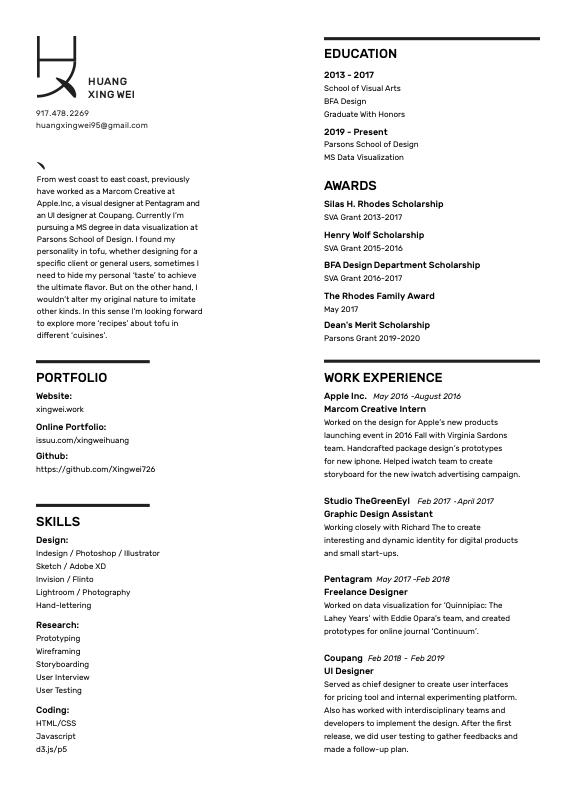 HUANG
XING WEI
917.478.2269
huangxingwei95@gmail.com
From west coast to east coast, previously
have worked as a Marcom Creative at
Apple.Inc, a visual designer at Pentagram and
an UI designer at Coupang. Currently I'm
pursuing a MS degree in data visualization at
Parsons School of Design. I found my
personality in tofu, whether designing for a
specific client or general users, sometimes I
need to hide my personal 'taste' to achieve
the ultimate flavor. But on the other hand, I
wouldn't alter my original nature to imitate
other kinds. In this sense I'm looking forward
to explore more 'recipes' about tofu in
different 'cuisines'.
PORTFOLIO
Website:
xingwei.work
Online Portfolio:
issuu.com/xingweihuang
Github:
https://github.com/Xingwei726
SKILLS
Design:
Indesign / Photoshop / Illustrator
Sketch / Adobe XD
Invision / Flinto
Lightroom / Photography
Hand-lettering
Research:
Prototyping
Wireframing
Storyboarding
User Interview
User Testing
Coding:
HTML/CSS
Javascript
d3.js/p5
EDUCATION
2013 - 2017
School of Visual Arts
BFA Design
Graduate With Honors
2019 - Present
Parsons School of Design
MS Data Visualization
AWARDS
Silas H. Rhodes Scholarship
SVA Grant 2013-2017
Henry Wolf Scholarship
SVA Grant 2015-2016
BFA Design Department Scholarship
SVA Grant 2016-2017
The Rhodes Family Award
May 2017
Dean's Merit Scholarship
Parsons Grant 2019-2020
WORK EXPERIENCE
Apple Inc. May 2016 -August 2016
Marcom Creative Intern
Worked on the design for Apple's new products
launching event in 2016 Fall with Virginia Sardons
team. Handcrafted package design's prototypes
for new iphone. Helped iwatch team to create
storyboard for the new iwatch advertising campaign.
Studio TheGreenEyl Feb 2017 -April 2017
Graphic Design Assistant
Working closely with Richard The to create
interesting and dynamic identity for digital products
and small start-ups.
Pentagram May 2017 -Feb 2018
Freelance Designer
Worked on data visualization for 'Quinnipiac: The
Lahey Years' with Eddie Opara's team, and created
prototypes for online journal 'Continuum'.
Coupang Feb 2018 - Feb 2019
UI Designer
Served as chief designer to create user interfaces
for pricing tool and internal experimenting platform.
Also has worked with interdisciplinary teams and
developers to implement the design. After the first
release, we did user testing to gather feedbacks and
made a follow-up plan.